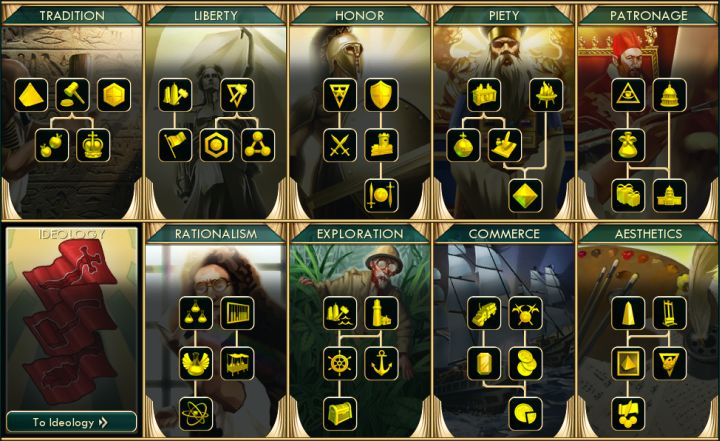 TRADITION
LIBERTY
HONOR
PIETY
PATRONAGE
IDEOLOGY
RATIONALISM
EXPLORATION
COMMERCE
AESTHETICS
To Ideology